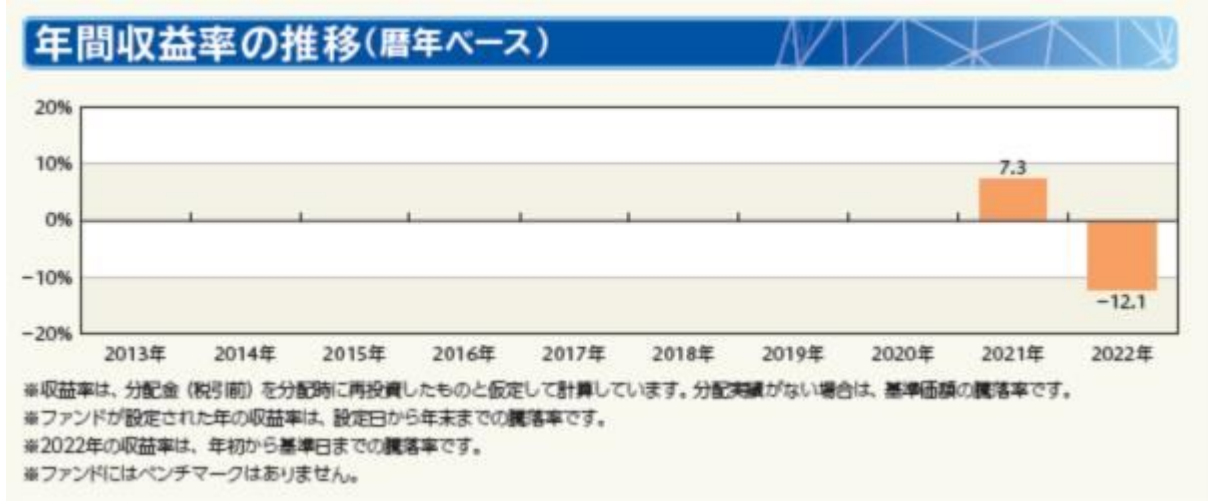 年間収益率の推移(暦年ベース)
20%
10%
7.3
0%
−10%
−12.1
−20%
2013年 2014年 2015年 2016年 2017年 2018年 2019年 2020年 2021年 2022年
※収益率は、分配金（税引前）を分配時に再投資したものと仮定して計算しています。分配実績がない場合は、基準価額の騰落率です。
※ファンドが設定された年の収益率は、設定日から年末までの騰落率です。
※2022年の収益率は、年初から基準日までの騰落率です。
※ファンドにはベンチマークはありません。